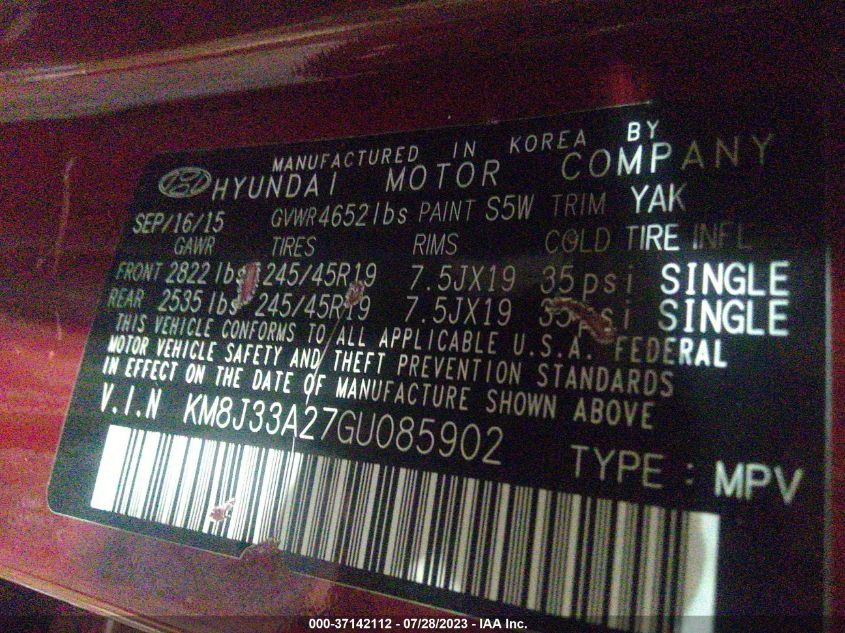 MANUFACTURED IN KOREA BY
HYUNDAI MOTOR COMPANY
SEP/16/15 GVWR 4652lbs PAINT S5W TRIM YAK
GAWR TIRES RIMS COLD TIRE INFL
FRONT 2822 lbs 245/45R19 7.5JX19 35psi SINGLE
REAR 2535 lbs 245/45R19 7.5JX19 35psi SINGLE
THIS VEHICLE CONFORMS TO ALL APPLICABLE U.S.A. FEDERAL
MOTOR VEHICLE SAFETY AND THEFT PREVENTION STANDARDS
IN EFFECT ON THE DATE OF MANUFACTURE SHOWN ABOVE
V.I.N KM8J33A27GU085902
TYPE : MPV
000-37142112 - 07/28/2023 - IAA Inc.